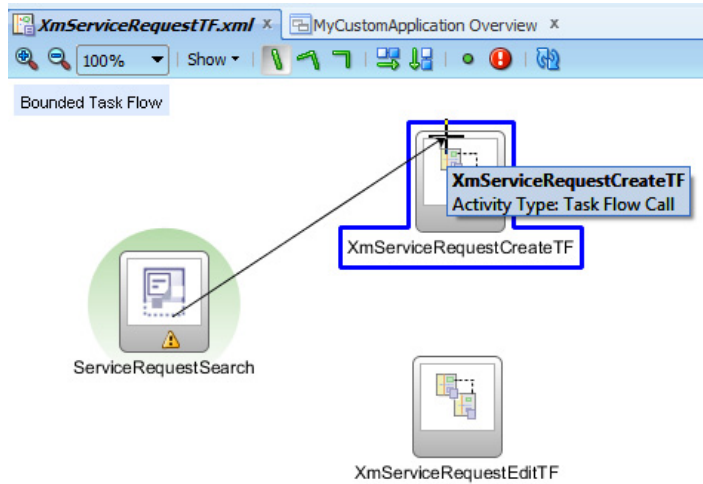 XmServiceRequestTF.xml x MyCustomApplication Overview x
100% Show
Bounded Task Flow
XmServiceRequestCreateTF
Activity Type: Task Flow Call
XmServiceRequestCreateTF
ServiceRequestSearch
XmServiceRequestEditTF